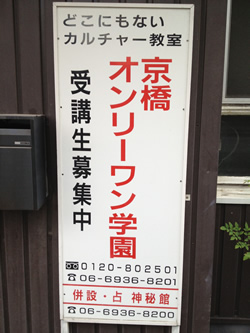 どこにもない
カルチャー教室
京橋
オンリーワン学園
受講生募集中
0120-802501
☎06-6936-8201
併設・占 神秘館
☎06-6936-8200